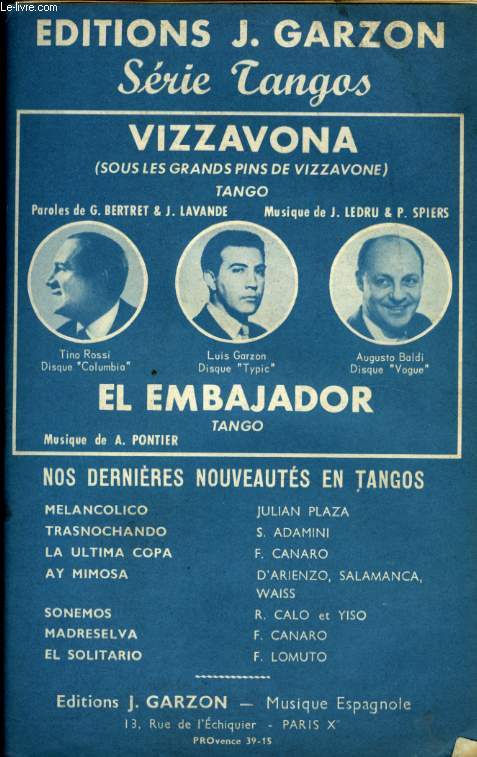 Le-livre.com
EDITIONS J. GARZON
Série Tangos
VIZZAVONA
(SOUS LES GRANDS PINS DE VIZZAVONE)
TANGO
Paroles de G. BERTRET & J. LAVANDE Musique de J. LEDRU & P. SPIERS
Tino Rossi
Disque "Columbia"
Luis Garzon
Disque "Typic"
Augusto Baldi
Disque "Vogue"
EL EMBAJADOR
TANGO
Musique de A. PONTIER
NOS DERNIÈRES NOUVEAUTÉS EN TANGOS
MELANCOLICO JULIAN PLAZA
TRASNOCHANDO S. ADAMINI
LA ULTIMA COPA F. CANARO
AY MIMOSA D'ARIENZO, SALAMANCA,
WAISS
SONEMOS R. CALO et YISO
MADRESELVA F. CANARO
EL SOLITARIO F. LOMUTO
Editions J. GARZON — Musique Espagnole
13, Rue de l'Échiquier - PARIS Xᵉ
PROvence 39-15